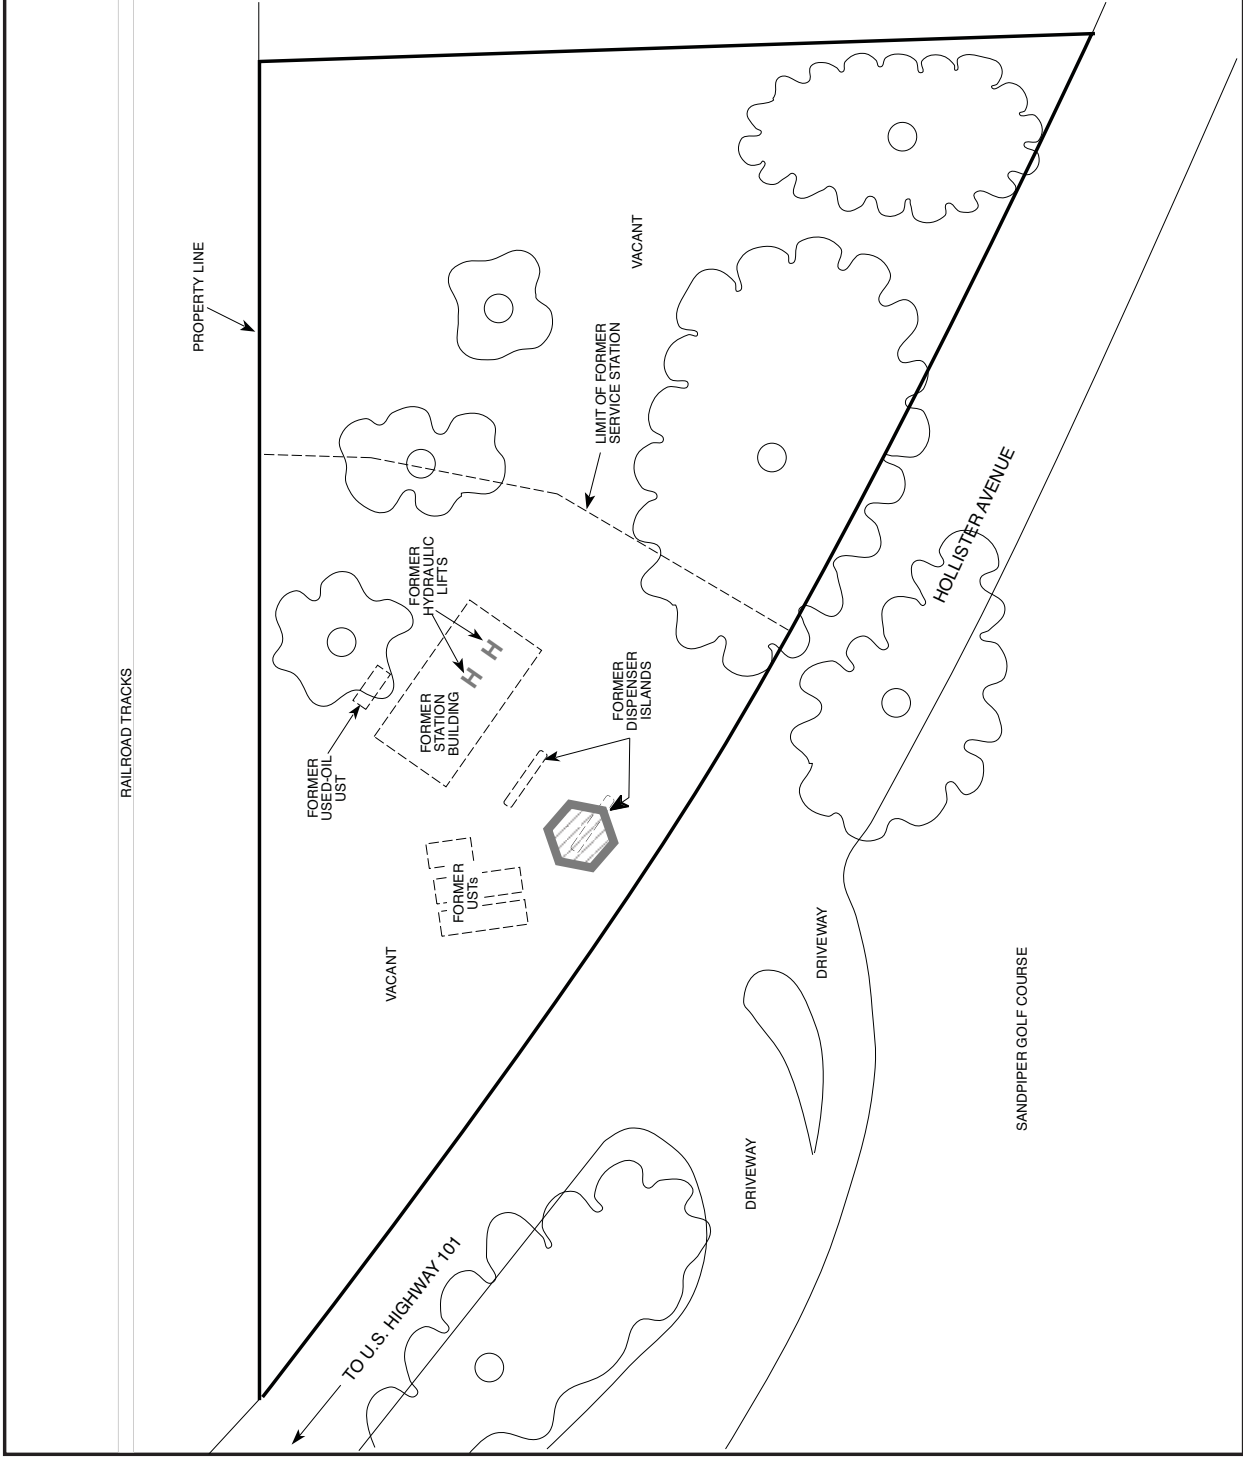 PROPERTY LINE
VACANT
LIMIT OF FORMER
SERVICE STATION
HOLLISTER AVENUE
FORMER
HYDRAULIC
LIFTS
H
H
RAILROAD TRACKS
FORMER
STATION
BUILDING
FORMER
DISPENSER
ISLANDS
FORMER
USED-OIL
UST
FORMER
USTs
VACANT
DRIVEWAY
SANDPIPER GOLF COURSE
DRIVEWAY
TO U.S. HIGHWAY 101